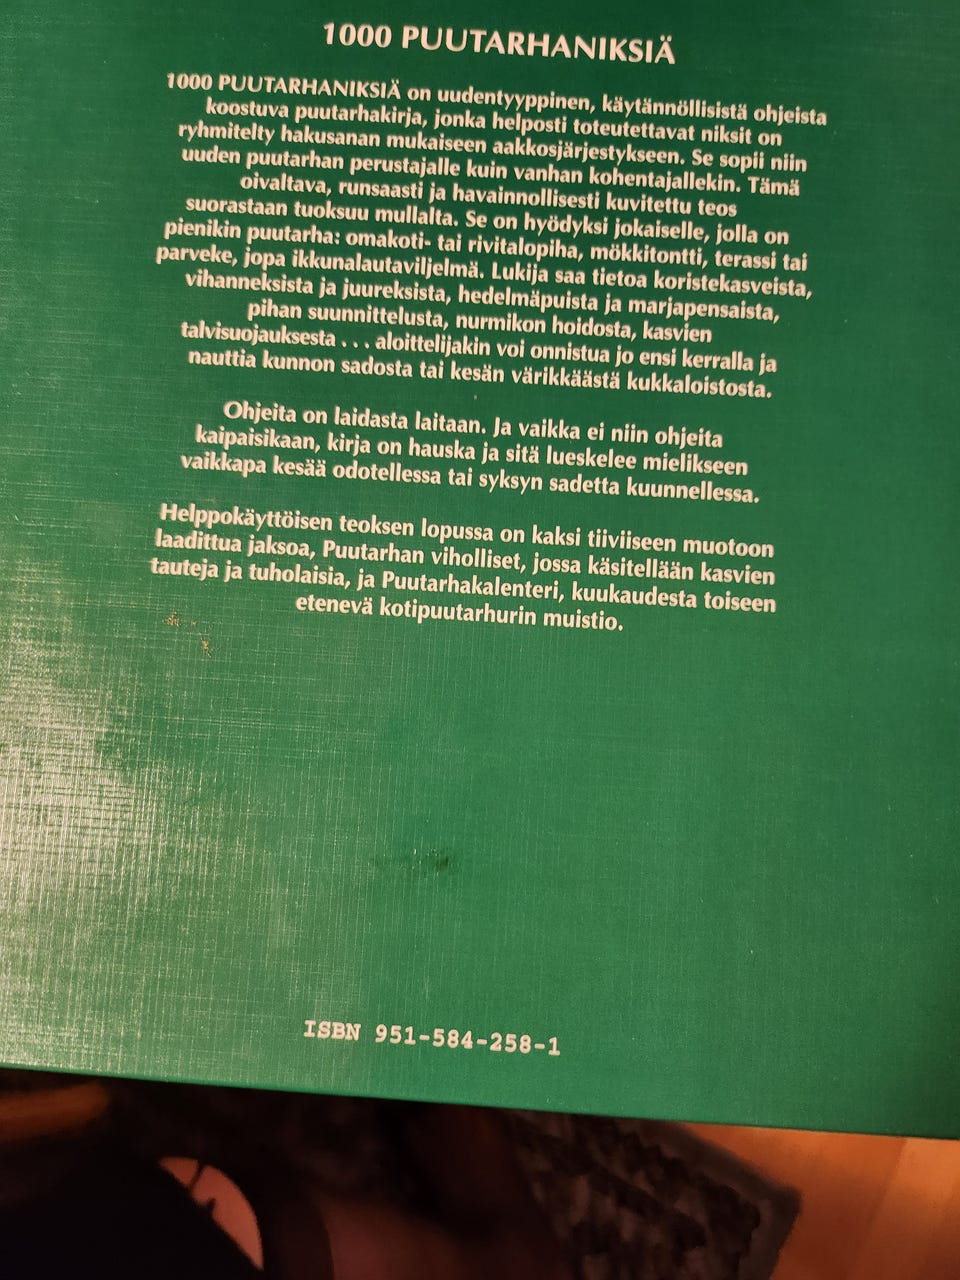 1000 PUUTARHANIKSIÄ
1000 PUUTARHANIKSIÄ on uudentyyppinen, käytännöllisistä ohjeista
koostuva puutarhakirja, jonka helposti toteutettavat niksit on
ryhmitelty hakusanan mukaiseen aakkosjärjestykseen. Se sopii niin
uuden puutarhan perustajalle kuin vanhan kohentajallekin. Tämä
oivaltava, runsaasti ja havainnollisesti kuvitettu teos
suorastaan tuoksuu mullalta. Se on hyödyksi jokaiselle, jolla on
pienikin puutarha: omakoti- tai rivitalopiha, mökkitontti, terassi tai
parveke, jopa ikkunalautaviljelmä. Lukija saa tietoa koristekasveista,
vihanneksista ja juureksista, hedelmäpuista ja marjapensaista,
pihan suunnittelusta, nurmikon hoidosta, kasvien
talvisuojauksesta . . . aloittelijakin voi onnistua jo ensi kerralla ja
nauttia kunnon sadosta tai kesän värikkäästä kukkaloistosta.
Ohjeita on laidasta laitaan. Ja vaikka ei niin ohjeita
kaipaisikaan, kirja on hauska ja sitä lueskelee mielikseen
vaikkapa kesää odotellessa tai syksyn sadetta kuunnellessa.
Helppokäyttöisen teoksen lopussa on kaksi tiiviiseen muotoon
laadittua jaksoa, Puutarhan viholliset, jossa käsitellään kasvien
tauteja ja tuholaisia, ja Puutarhakalenteri, kuukaudesta toiseen
etenevä kotipuutarhurin muistio.
ISBN 951-584-258-1